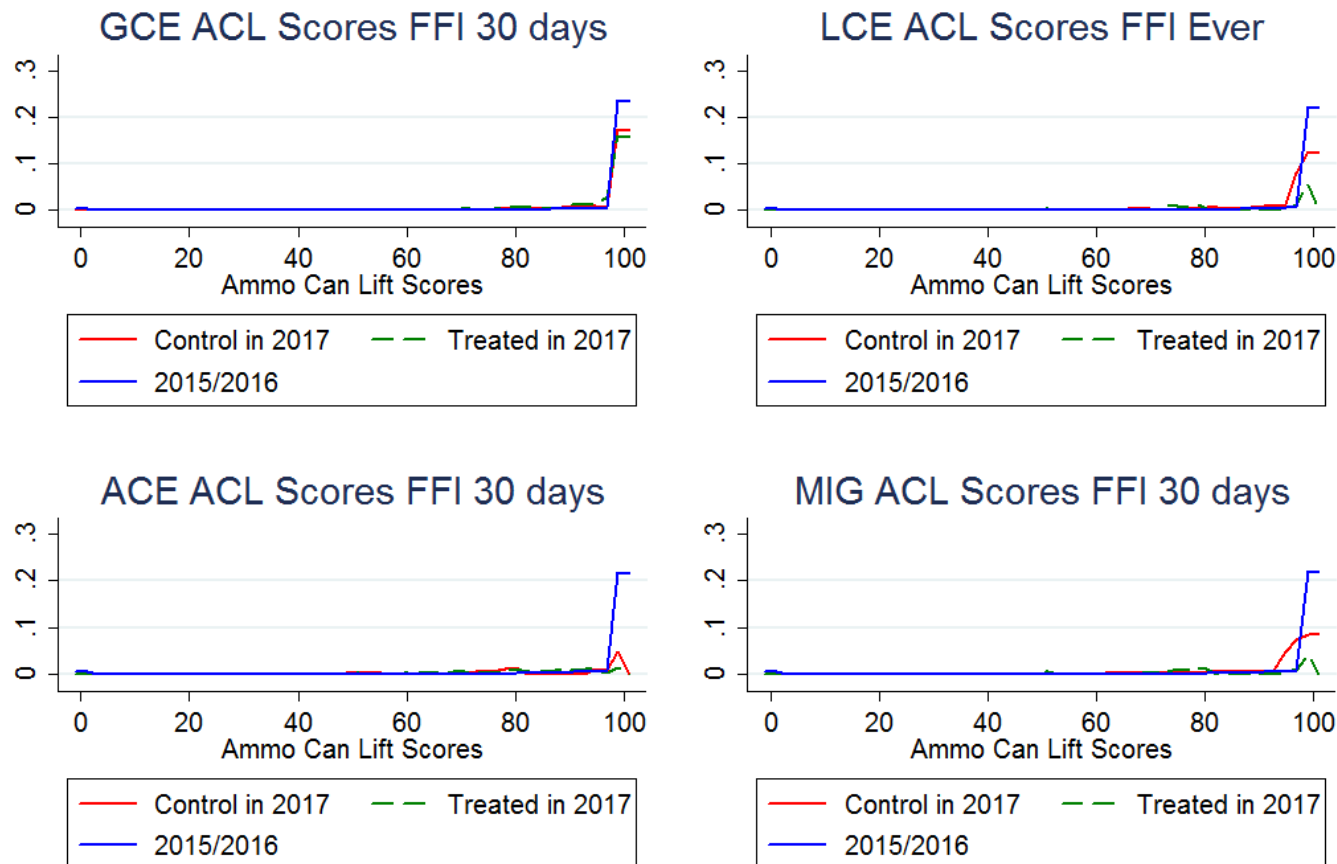 GCE ACL Scores FFI 30 days
.3
.2
.1
0
0 20 40 60 80 100
Ammo Can Lift Scores
Control in 2017 Treated in 2017
2015/2016
LCE ACL Scores FFI Ever
.3
.2
.1
0
0 20 40 60 80 100
Ammo Can Lift Scores
Control in 2017 Treated in 2017
2015/2016
ACE ACL Scores FFI 30 days
.3
.2
.1
0
0 20 40 60 80 100
Ammo Can Lift Scores
Control in 2017 Treated in 2017
2015/2016
MIG ACL Scores FFI 30 days
.3
.2
.1
0
0 20 40 60 80 100
Ammo Can Lift Scores
Control in 2017 Treated in 2017
2015/2016